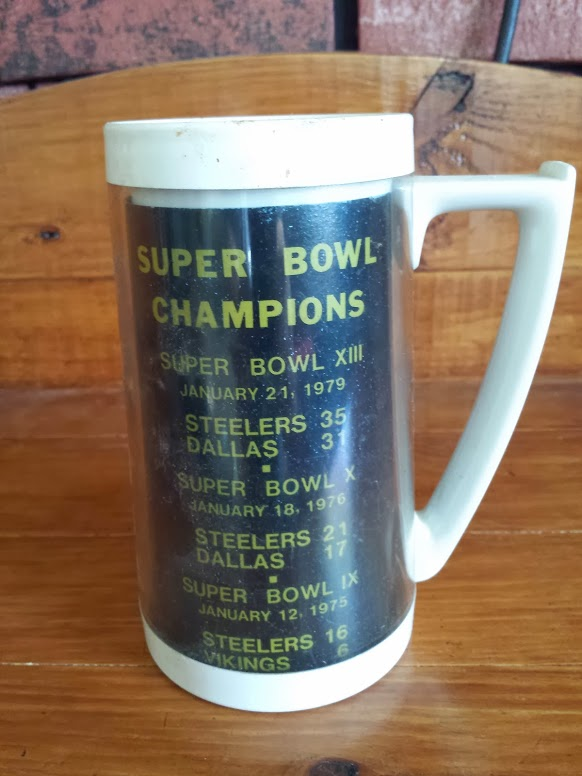 SUPER BOWL
CHAMPIONS
SUPER BOWL XIII
JANUARY 21, 1979
STEELERS 35
DALLAS 31
SUPER BOWL X
JANUARY 18, 1976
STEELERS 21
DALLAS 17
SUPER BOWL IX
JANUARY 12, 1975
STEELERS 16
VIKINGS 6